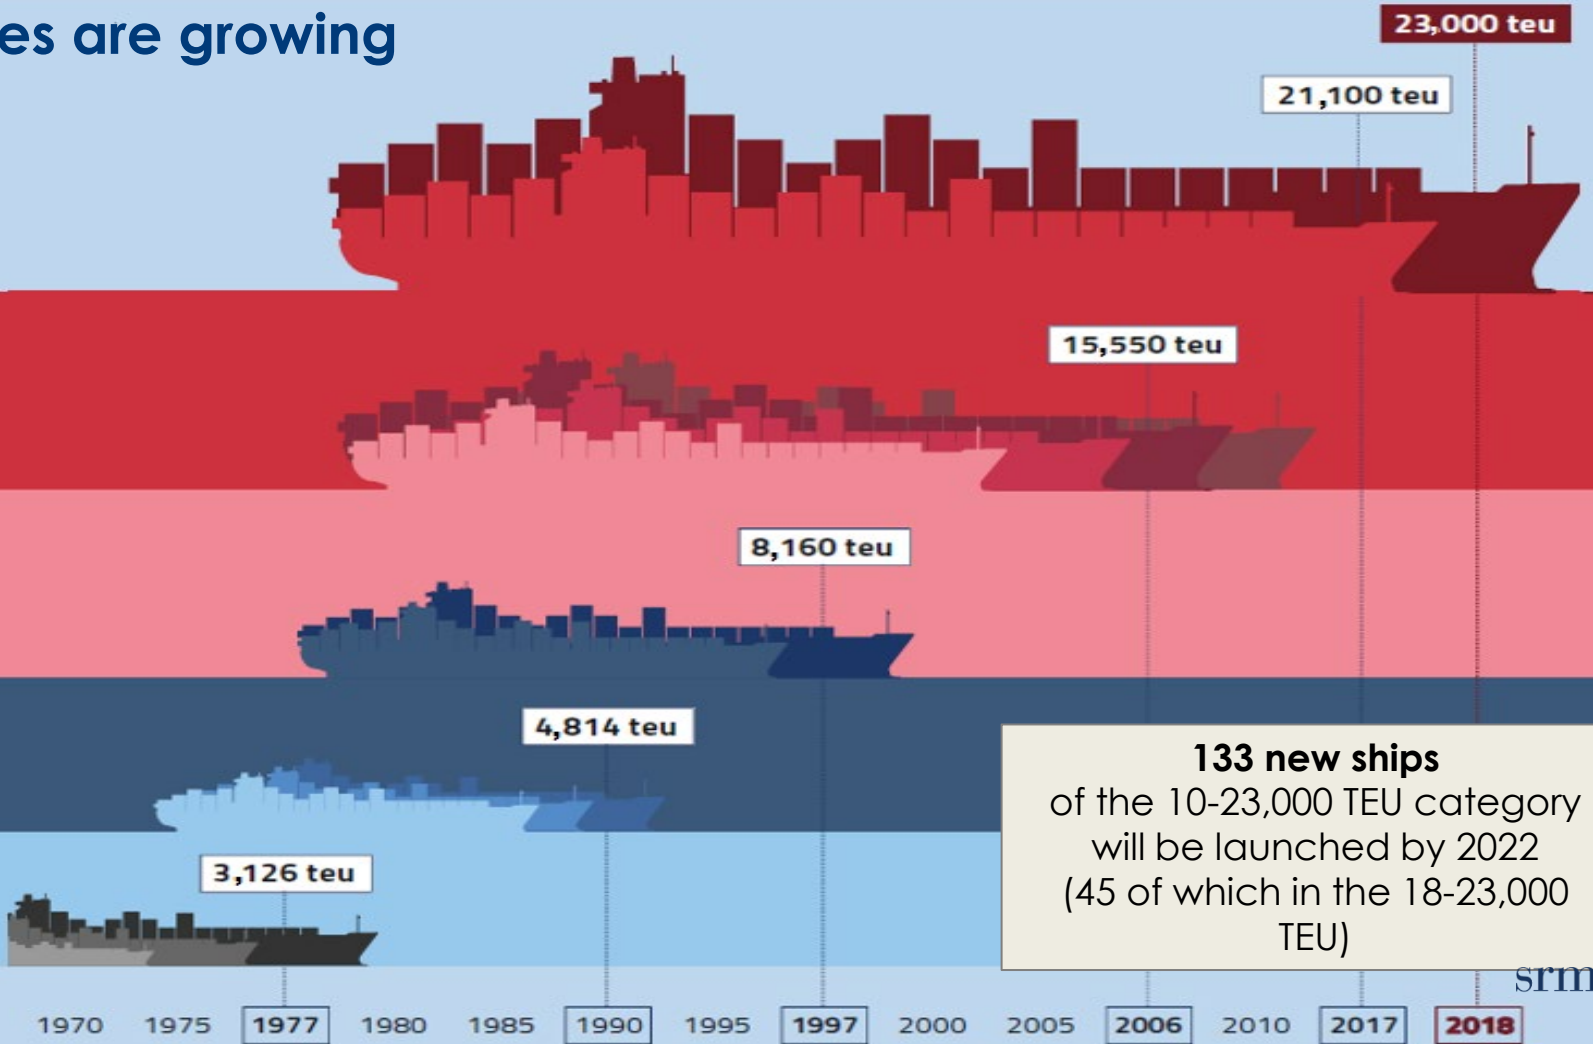 es are growing
23,000 teu
21,100 teu
15,550 teu
8,160 teu
4,814 teu
3,126 teu
133 new ships
of the 10-23,000 TEU category
will be launched by 2022
(45 of which in the 18-23,000
TEU)
srm
1970 1975 1977 1980 1985 1990 1995 1997 2000 2005 2006 2010 2017 2018